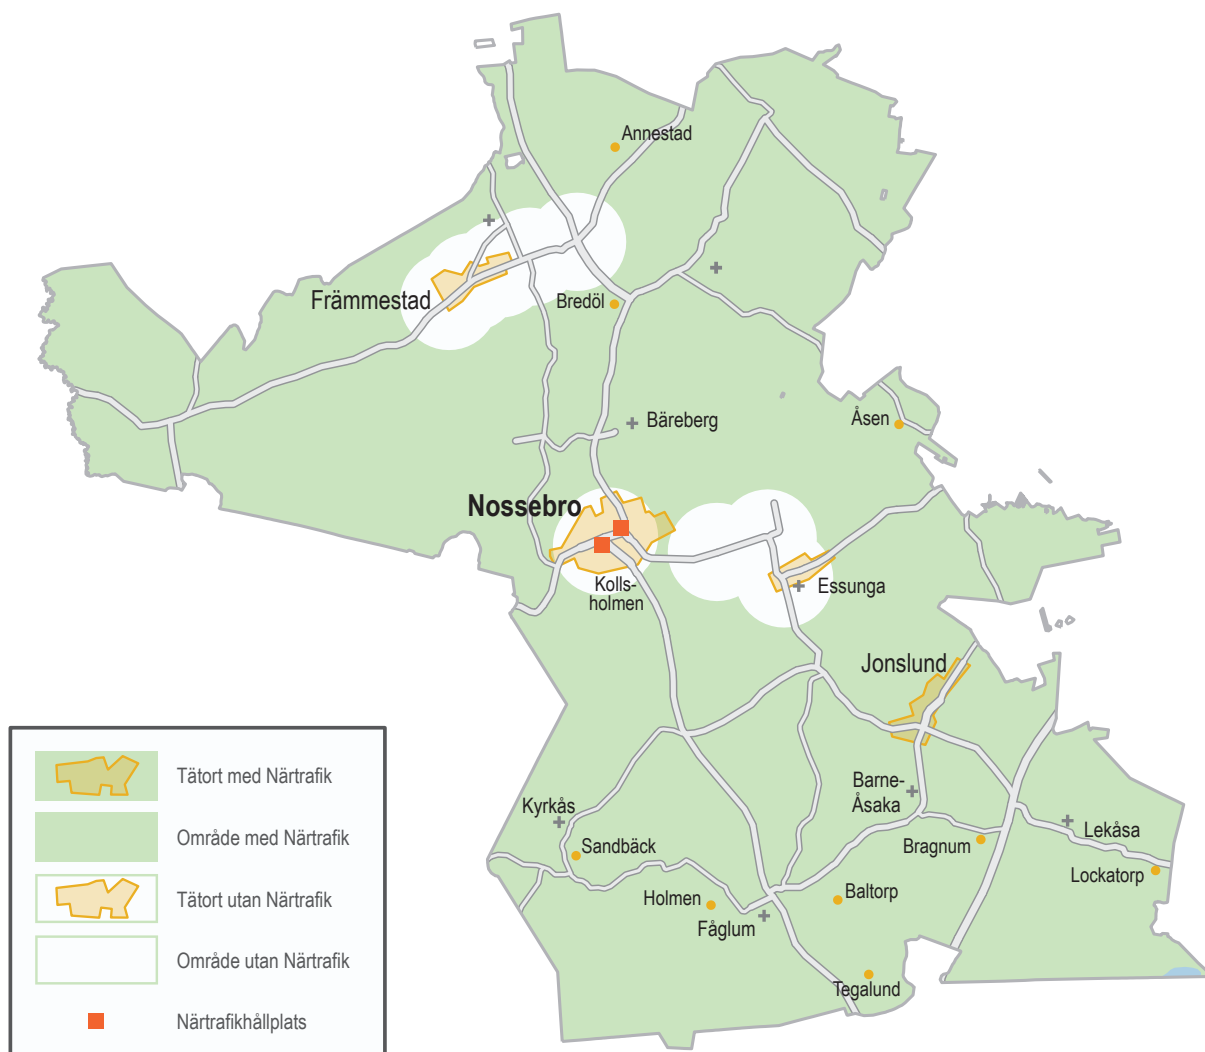 Annestad
Främmestad
Bredöl
Bäreberg
Åsen
Nossebro
Kolls-
holmen
Essunga
Jonslund
Barne-
Åsaka
Kyrkås
Lekåsa
Sandbäck
Bragnum
Lockatorp
Holmen
Baltorp
Fåglum
Tegalund
Tätort med Närtrafik
Område med Närtrafik
Tätort utan Närtrafik
Område utan Närtrafik
Närtrafikhållplats